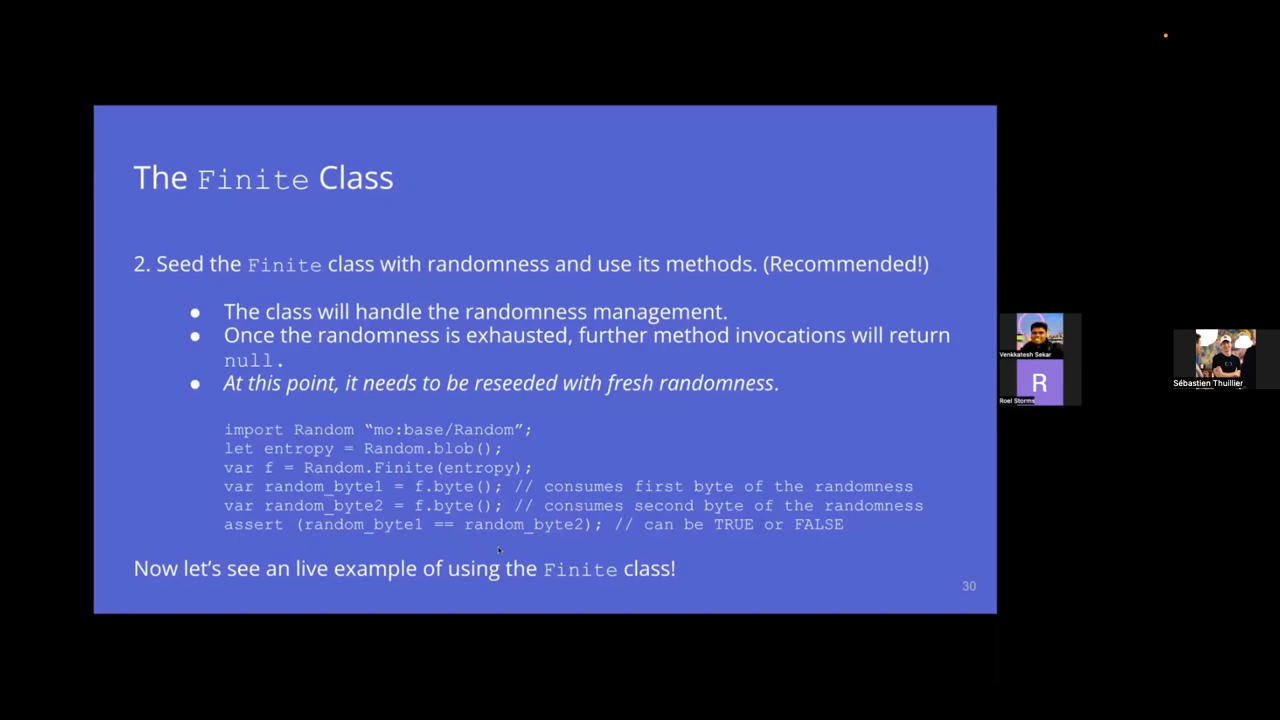 The Finite Class
2. Seed the Finite class with randomness and use its methods. (Recommended!)
● The class will handle the randomness management.
● Once the randomness is exhausted, further method invocations will return
null.
● At this point, it needs to be reseeded with fresh randomness.
import Random “mo:base/Random”;
let entropy = Random.blob();
var f = Random.Finite(entropy);
var random_byte1 = f.byte(); // consumes first byte of the randomness
var random_byte2 = f.byte(); // consumes second byte of the randomness
assert (random_byte1 == random_byte2); // can be TRUE or FALSE
Now let’s see an live example of using the Finite class!
30
Venkkatesh Sekar
R
Roel Storms
Sébastien Thuillier